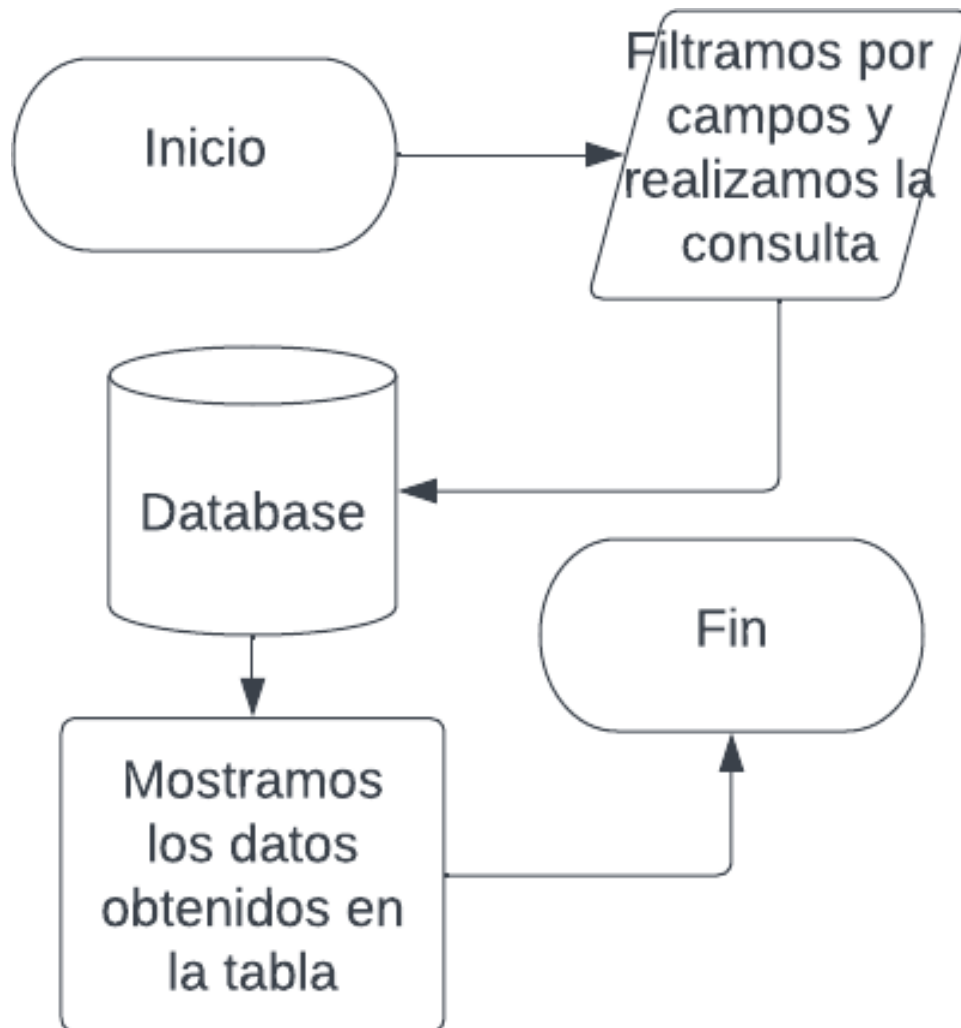 Inicio
Filtramos por
campos y
realizamos la
consulta
Database
Fin
Mostramos
los datos
obtenidos en
la tabla